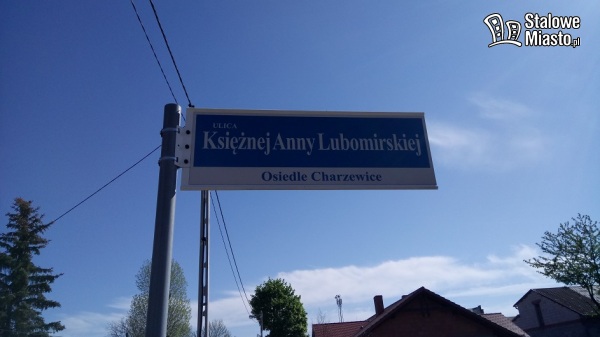 Stalowe
Miasto.pl
ULICA
Księżnej Anny Lubomirskiej
Osiedle Charzewice